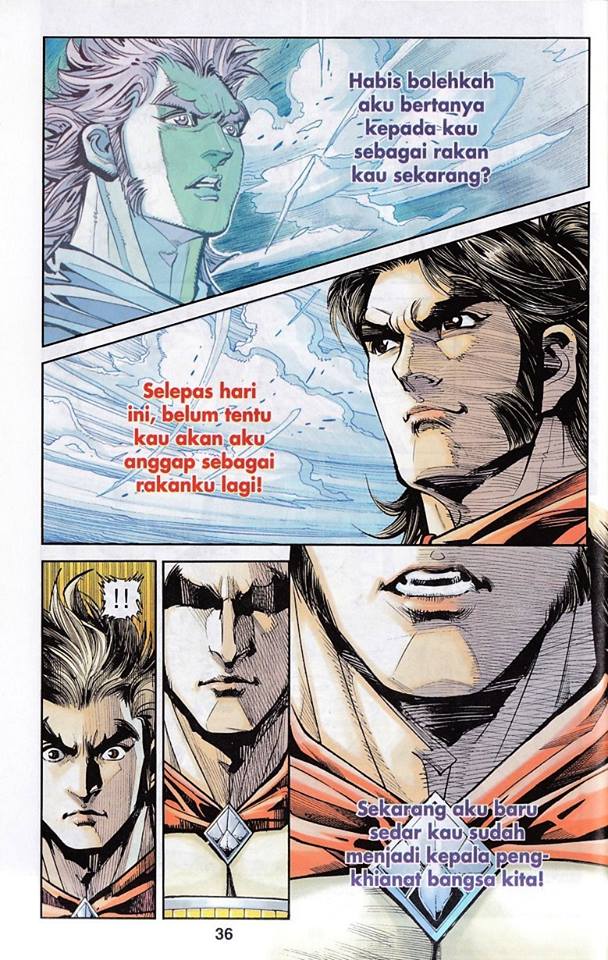 Habis bolehkah
aku bertanya
kepada kau
sebagai rakan
kau sekarang?
Selepas hari
ini, belum tentu
kau akan aku
anggap sebagai
rakanku lagi!
!!
Sekarang aku baru
sedar kau sudah
menjadi kepala peng-
khianat bangsa kita!
36